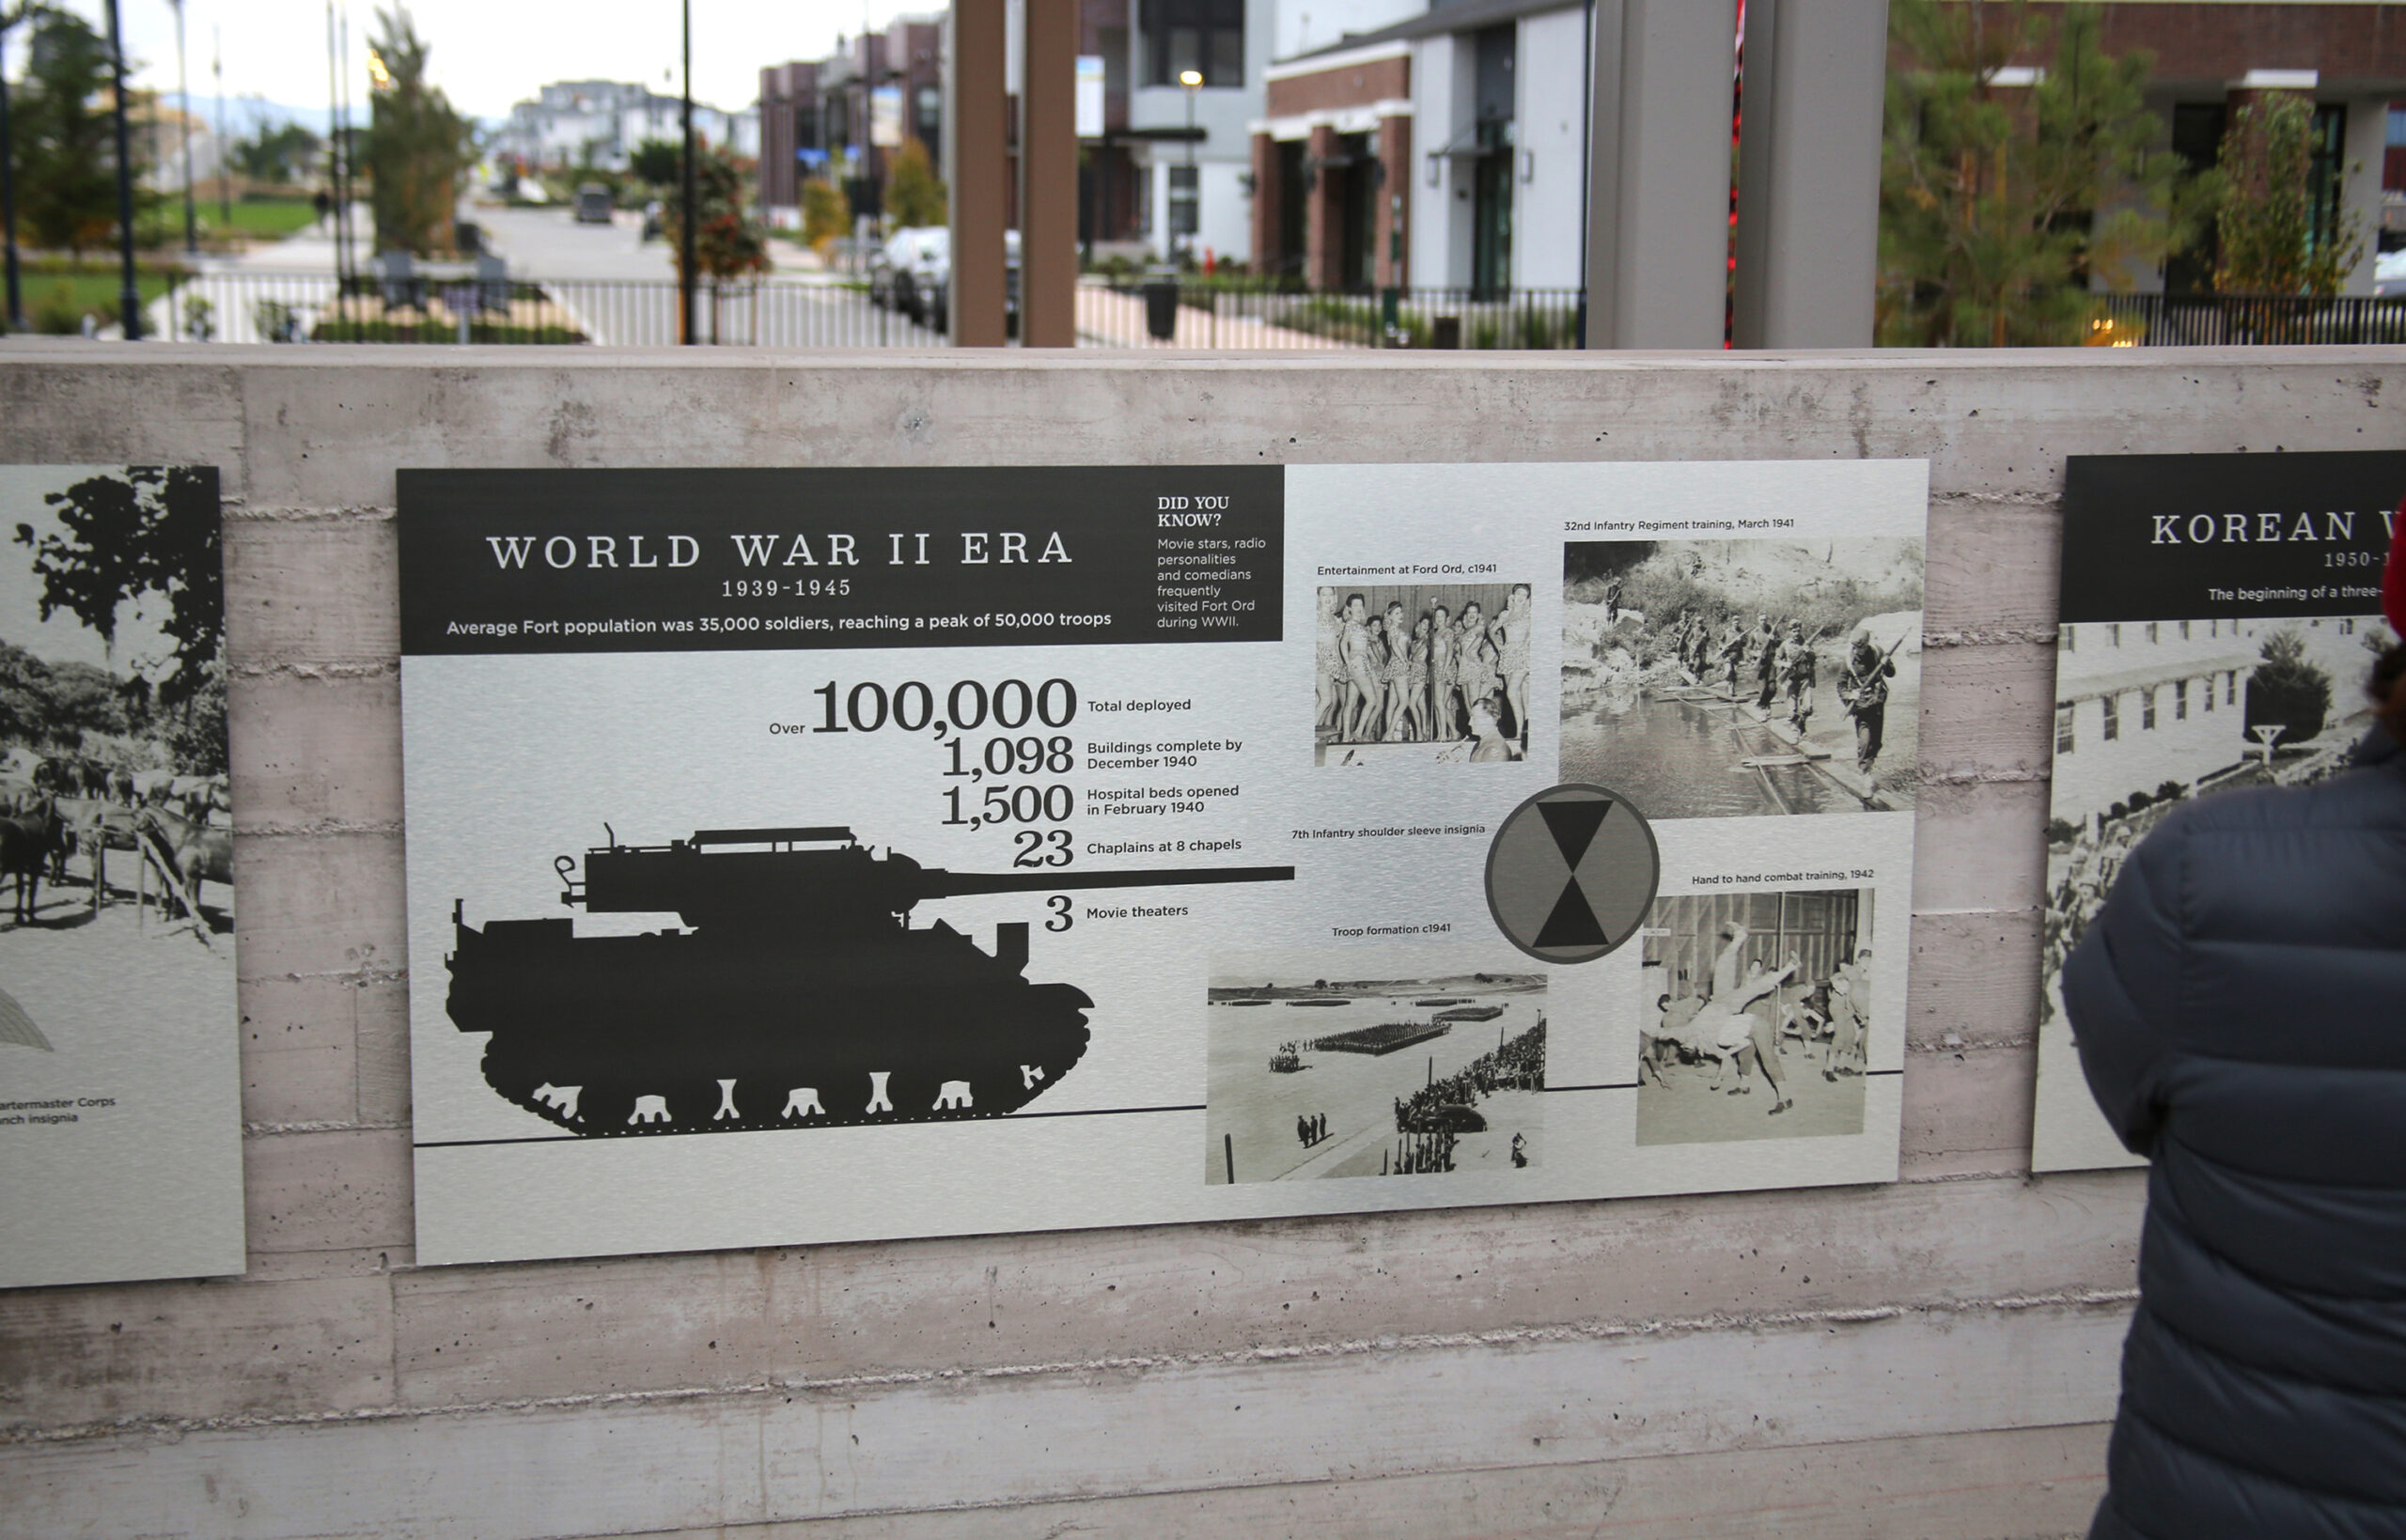 artermaster Corps
nch insignia
WORLD WAR II ERA
1939-1945
Average Fort population was 35,000 soldiers, reaching a peak of 50,000 troops
DID YOU
KNOW?
Movie stars, radio
personalities
and comedians
frequently
visited Fort Ord
during WWII.
Over 100,000 Total deployed
1,098 Buildings complete by
December 1940
1,500 Hospital beds opened
in February 1940
23 Chaplains at 8 chapels
3 Movie theaters
Entertainment at Ford Ord, c1941
32nd Infantry Regiment training, March 1941
7th Infantry shoulder sleeve insignia
Hand to hand combat training, 1942
Troop formation c1941
KOREAN W
1950-1
The beginning of a three-